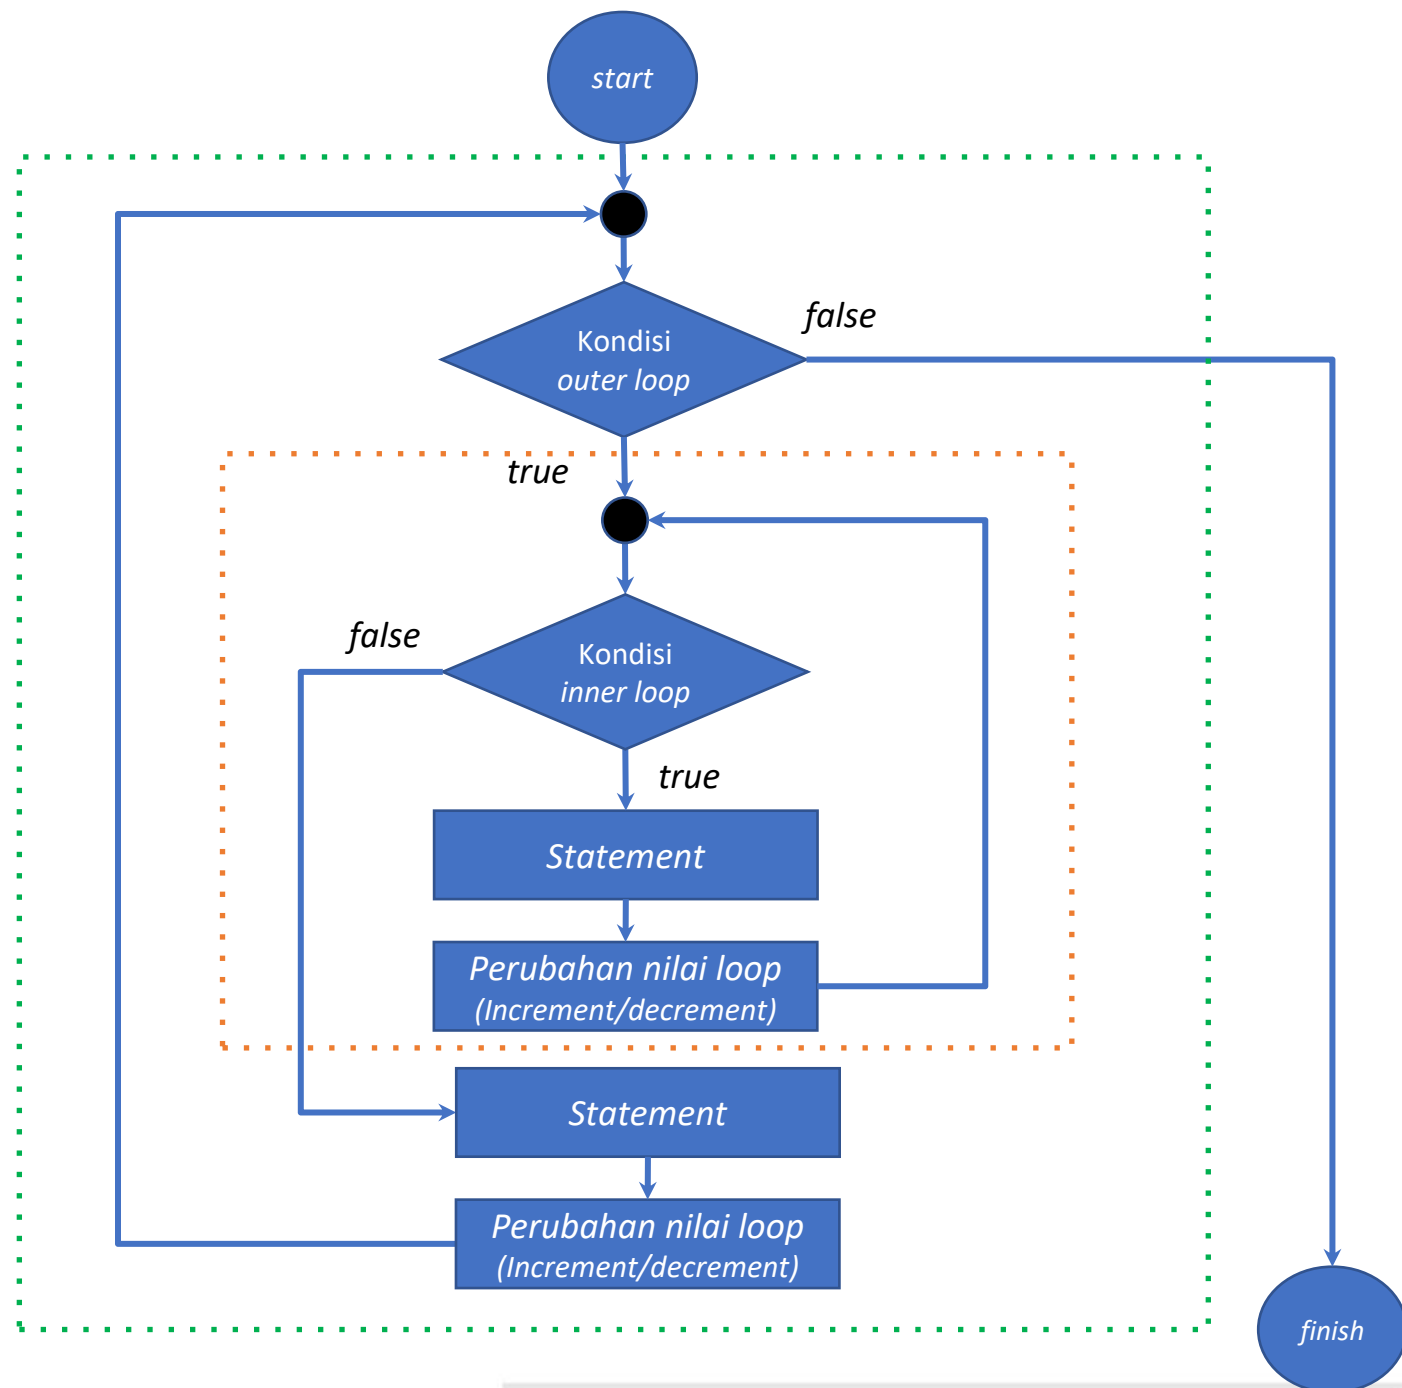 start
false
Kondisi
outer loop
true
false
Kondisi
inner loop
true
Statement
Perubahan nilai loop
(Increment/decrement)
Statement
Perubahan nilai loop
(Increment/decrement)
finish